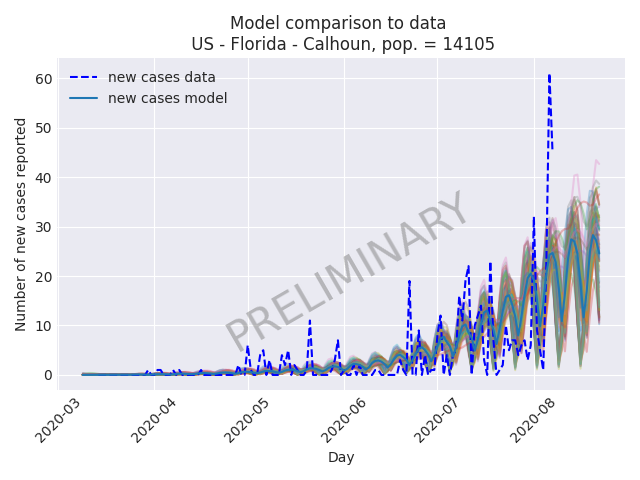 Model comparison to data
US - Florida - Calhoun, pop. = 14105
new cases data
new cases model
PRELIMINARY
Number of new cases reported
60
50
40
30
20
10
0
2020-03
2020-04
2020-05
2020-06
2020-07
2020-08
Day